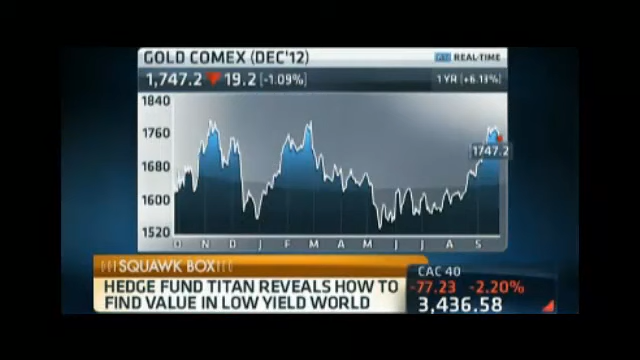 GOLD COMEX (DEC'12)
REAL-TIME
1,747.2 19.2 [-1.09%] 1 YR [+6.13%]
1840
1760
1747.2
1680
1600
1520
O N D J F M A M J J A S
SQUAWK BOX
CAC 40
HEDGE FUND TITAN REVEALS HOW TO
FIND VALUE IN LOW YIELD WORLD
-77.23 -2.20%
3,436.58